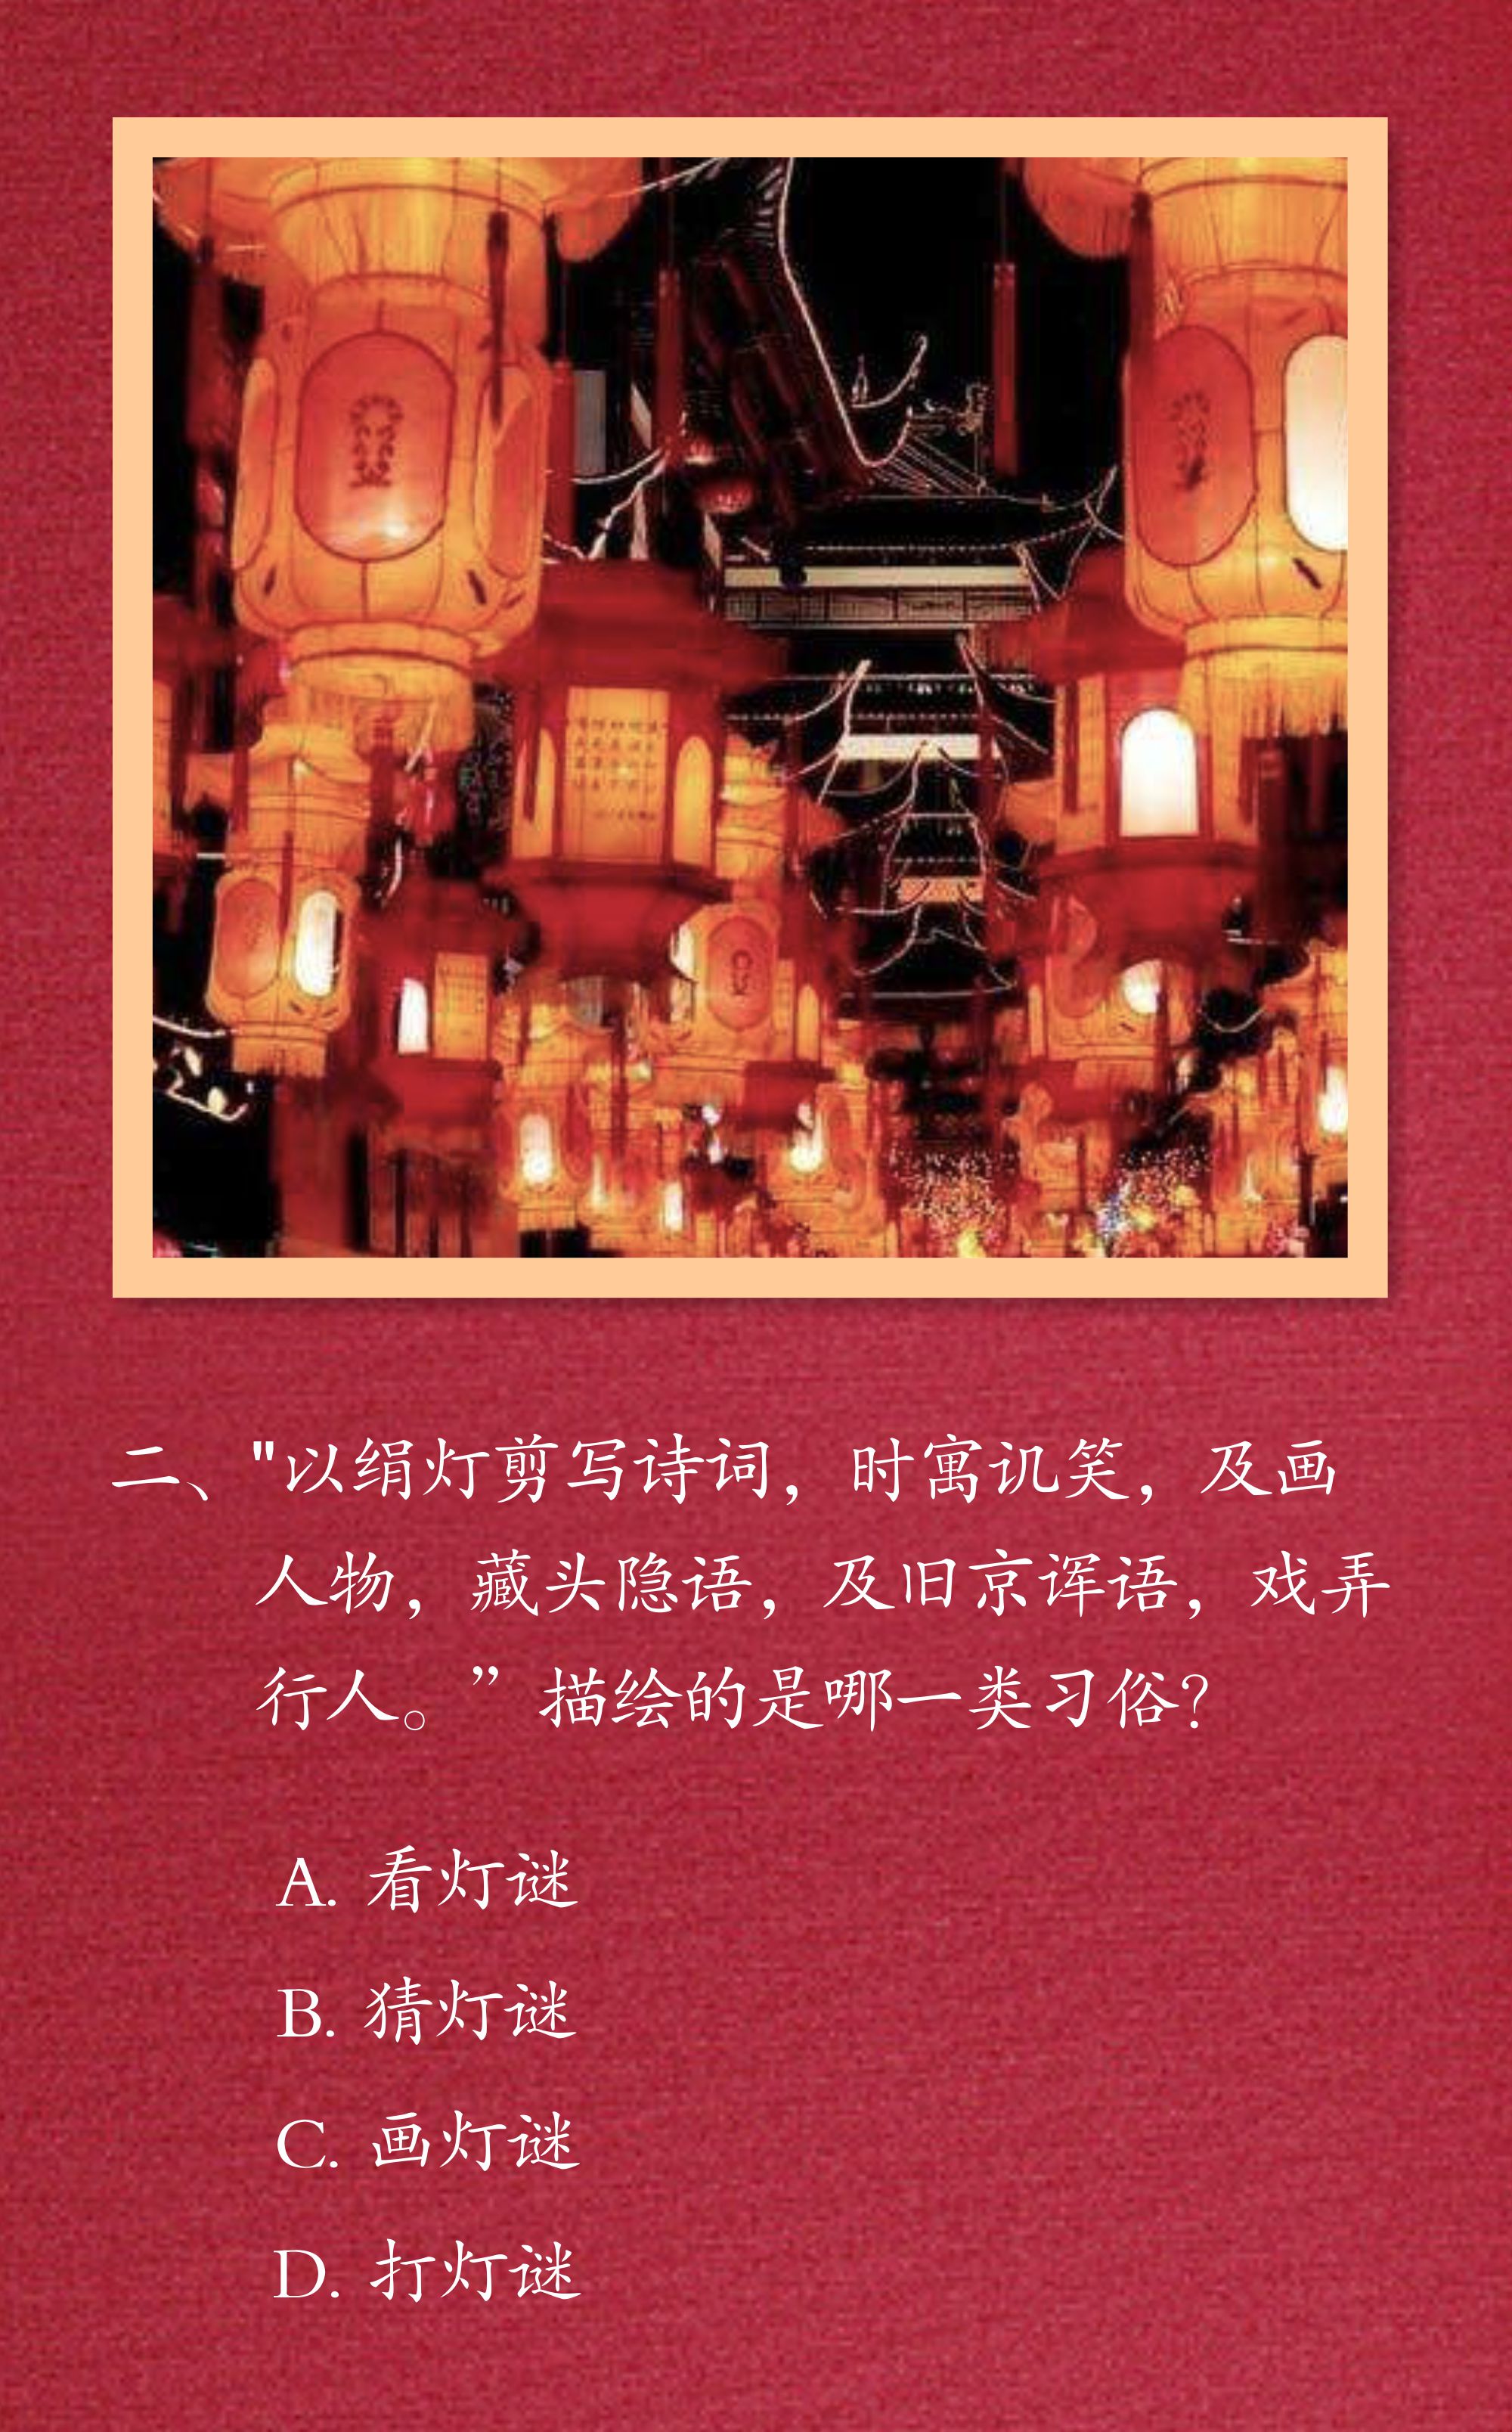 二、"以绢灯剪写诗词，时寓讥笑，及画
人物，藏头隐语，及旧京诨语，戏弄
行人。”描绘的是哪一类习俗？
A. 看灯谜
B. 猜灯谜
C. 画灯谜
D. 打灯谜